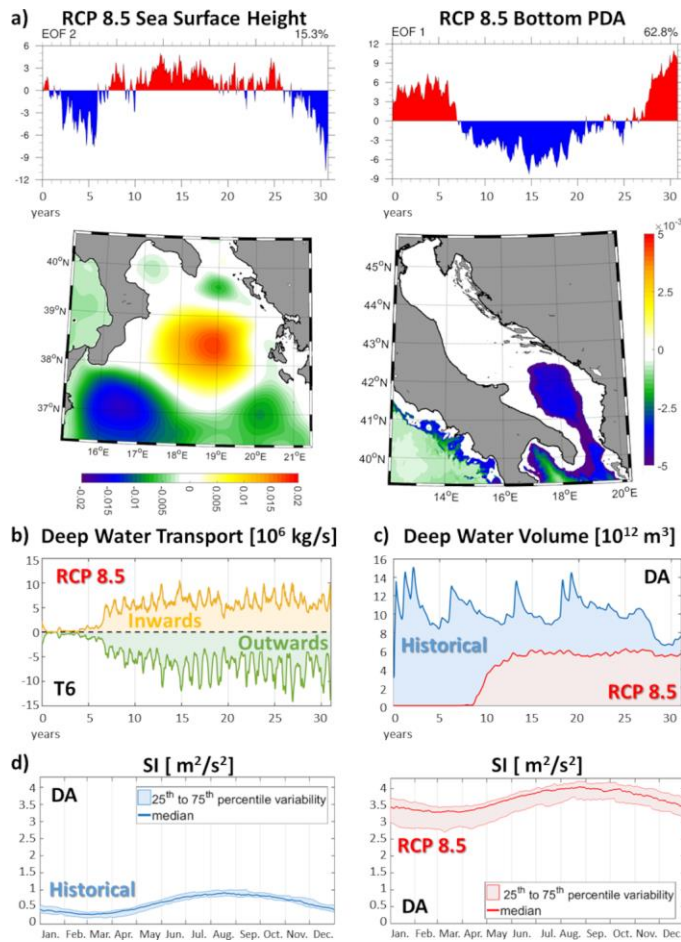 a) RCP 8.5 Sea Surface Height RCP 8.5 Bottom PDA
EOF 2 15.3% EOF 1 62.8%
6
3
0
-3
-6
-9
-12
0 5 10 15 20 25 30
years
12
9
6
3
0
-3
-6
-9
0 5 10 15 20 25 30
years
40°N
39°N
38°N
37°N
16°E 17°E 18°E 19°E 20°E 21°E
-0.02 -0.015 -0.01 -0.005 0 0.005 0.01 0.015 0.02
45°N
44°N
43°N
42°N
41°N
40°N
14°E 16°E 18°E 20°E
×10⁻³
5
0
-5
b) Deep Water Transport [10⁶ kg/s]
RCP 8.5
Inwards
Outwards
T6
15
10
5
0
-5
-10
-15
0 5 10 15 20 25 30
years
c) Deep Water Volume [10¹² m³]
DA
Historical
RCP 8.5
16
14
12
10
8
6
4
2
0
0 5 10 15 20 25 30
years
d) SI [ m²/s²]
DA
25th to 75th percentile variability
median
Historical
4
3.5
3
2.5
2
1.5
1
0.5
0
Jan. Feb. Mar. Apr. May. Jun. Jul. Aug. Sep. Oct. Nov. Dec.
SI [ m²/s²]
RCP 8.5
DA
25th to 75th percentile variability
median
4
3.5
3
2.5
2
1.5
1
0.5
0
Jan. Feb. Mar. Apr. May. Jun. Jul. Aug. Sep. Oct. Nov. Dec.